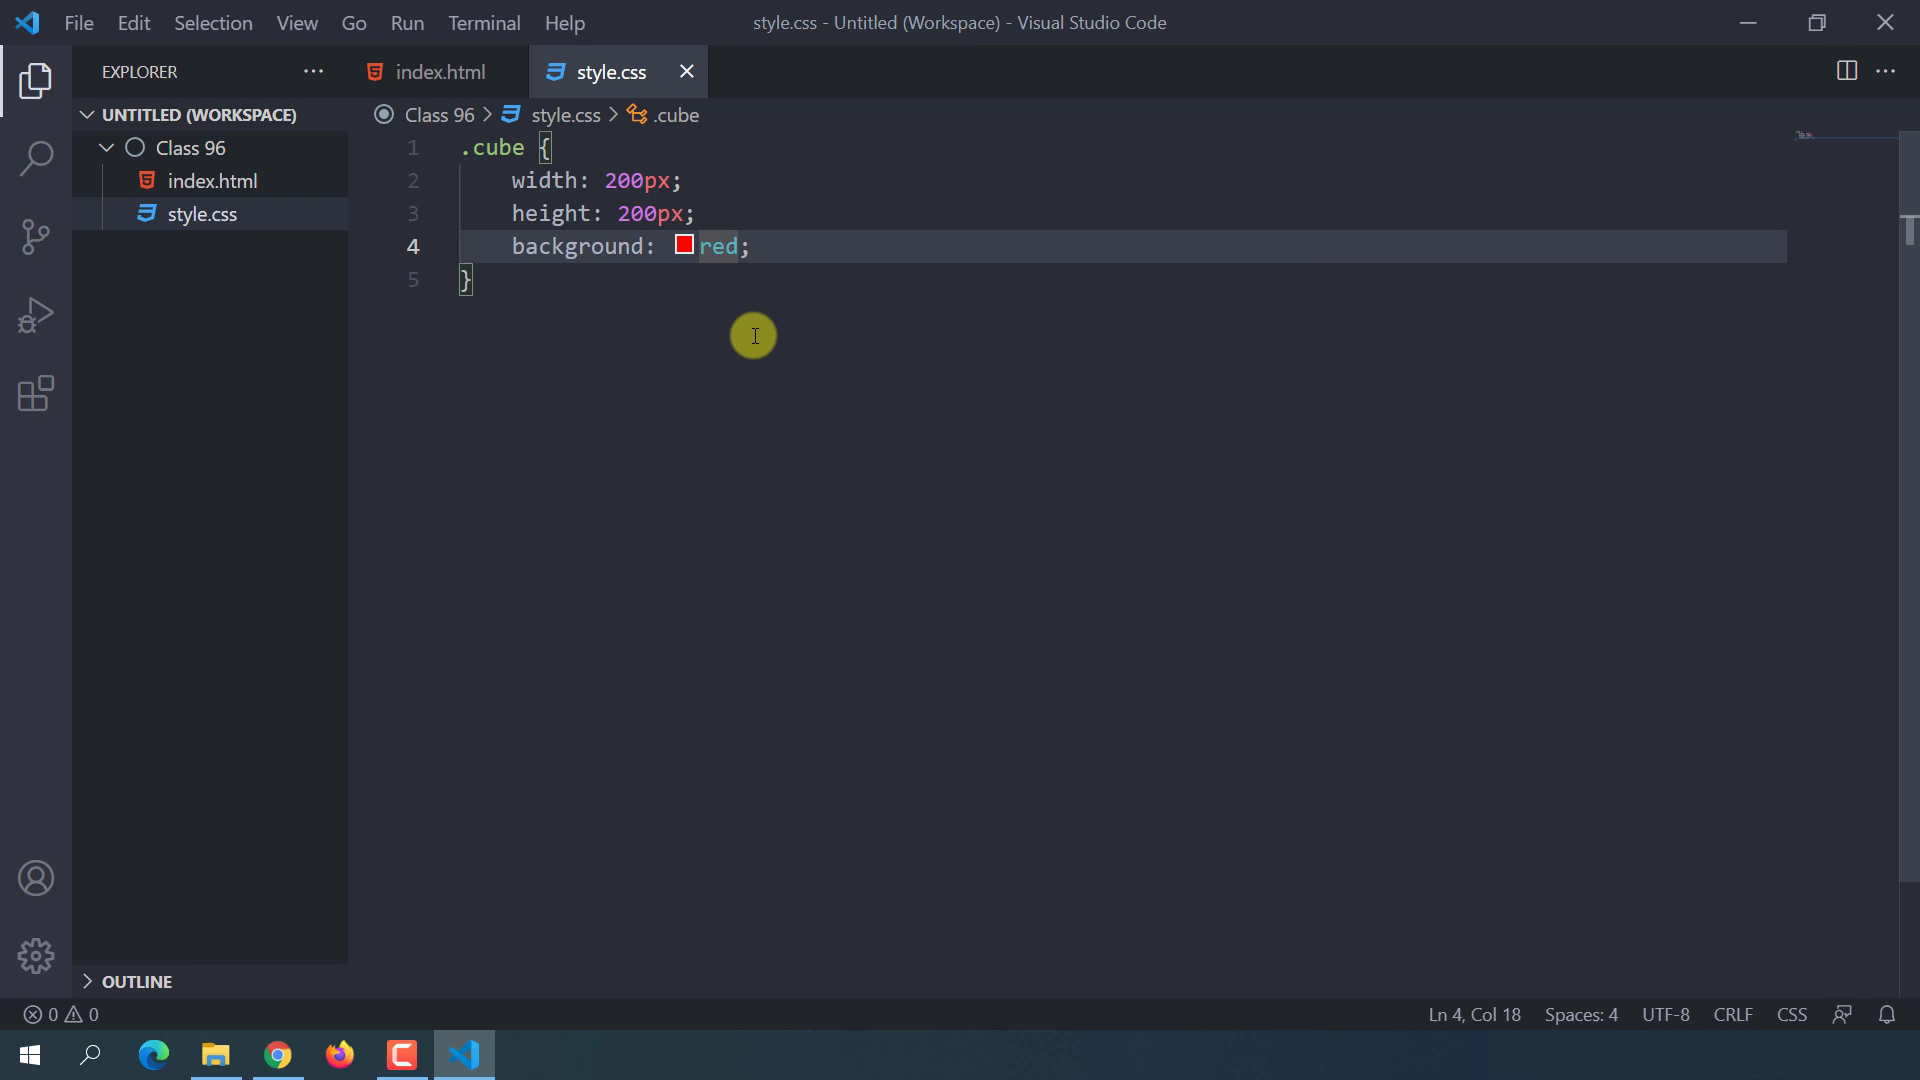 File Edit Selection View Go Run Terminal Help
style.css - Untitled (Workspace) - Visual Studio Code
EXPLORER
index.html
style.css
UNTITLED (WORKSPACE)
Class 96 > style.css > .cube
Class 96
index.html
style.css
1 .cube {
2 width: 200px;
3 height: 200px;
4 background: red;
5 }
OUTLINE
0 0
Ln 4, Col 18 Spaces: 4 UTF-8 CRLF CSS